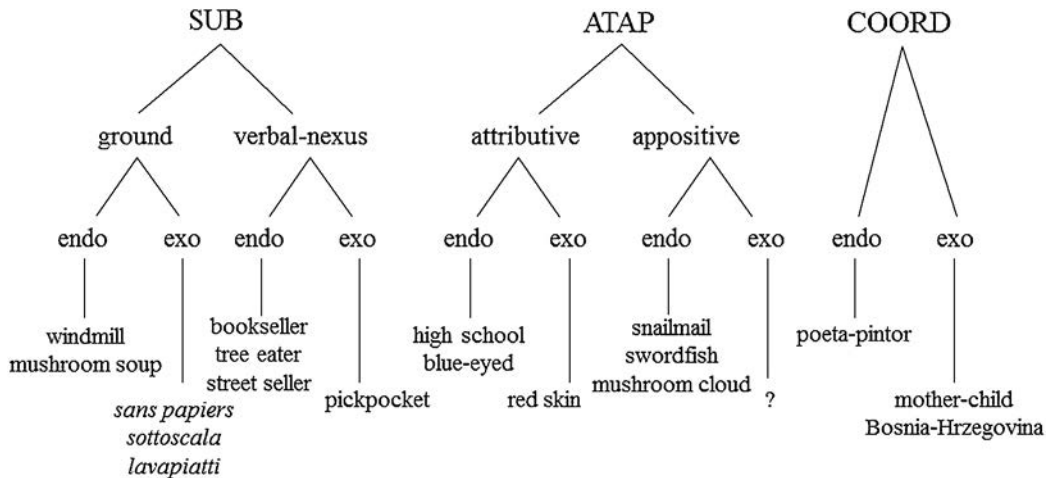 SUB ATAP COORD
ground verbal-nexus attributive appositive
endo exo endo exo endo exo endo exo endo exo
windmill
mushroom soup
sans papiers
sottoscala
lavapiatti
bookseller
tree eater
street seller
pickpocket
high school
blue-eyed
red skin
snailmail
swordfish
mushroom cloud
?
poeta-pintor
mother-child
Bosnia-Hrzegovina